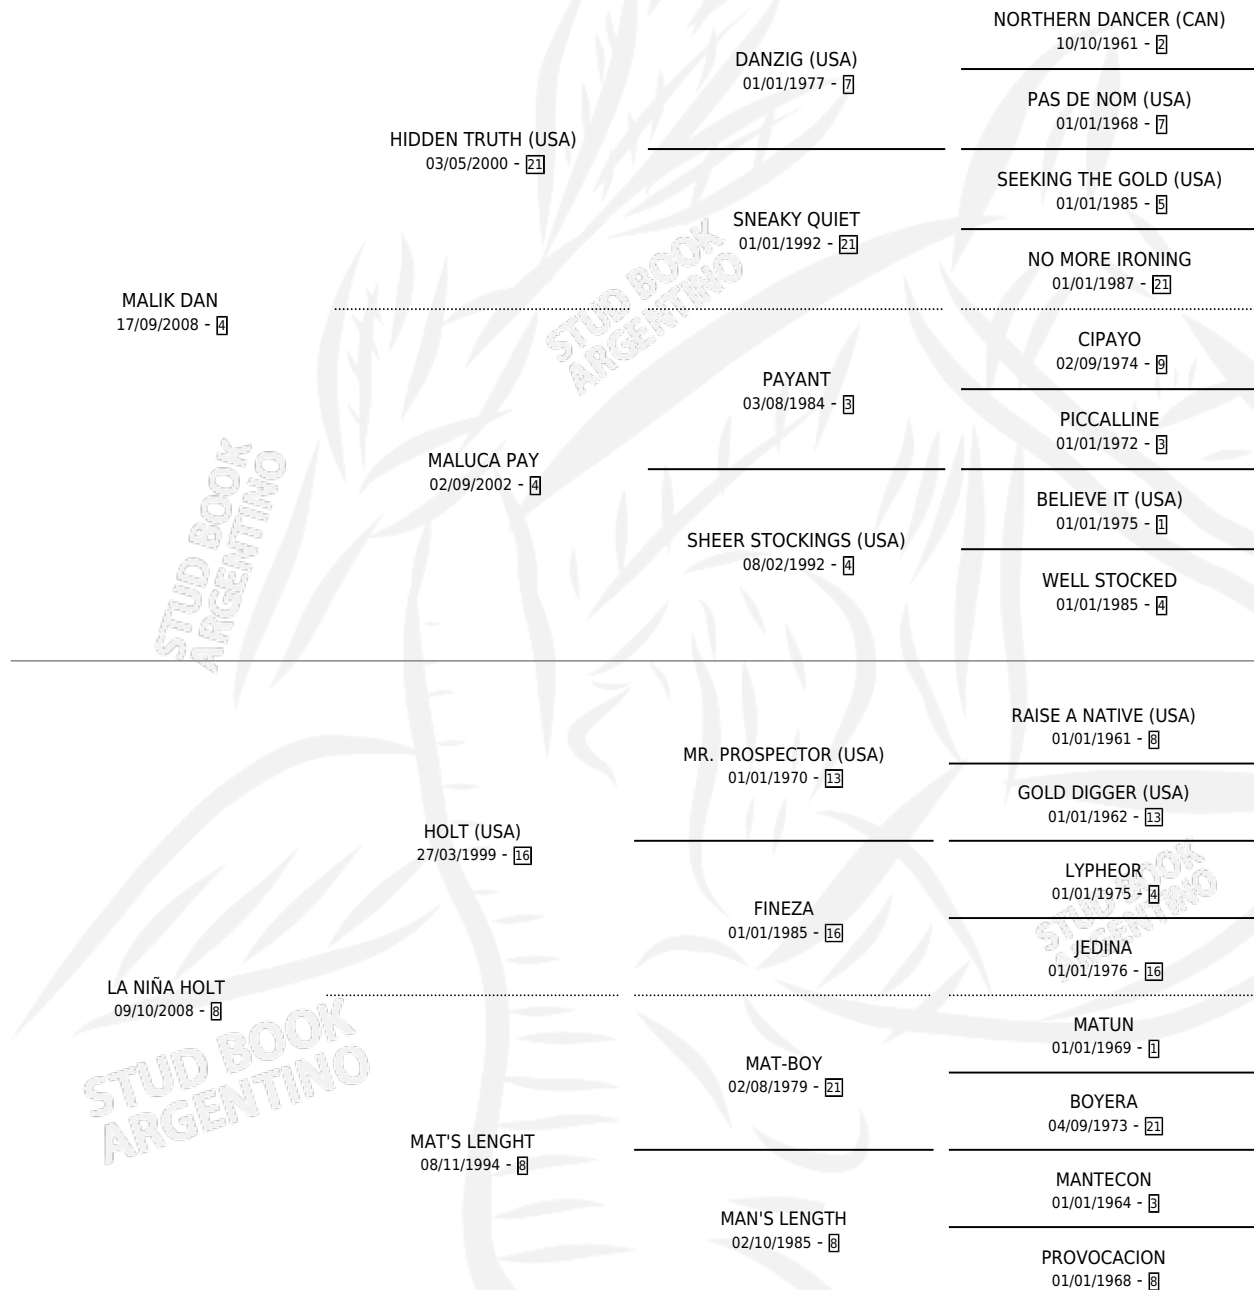 NORTHERN DANCER (CAN)
10/10/1961 - 2
DANZIG (USA)
01/01/1977 - 7
PAS DE NOM (USA)
01/01/1968 - 7
HIDDEN TRUTH (USA)
03/05/2000 - 21
SEEKING THE GOLD (USA)
01/01/1985 - 5
SNEAKY QUIET
01/01/1992 - 21
NO MORE IRONING
01/01/1987 - 21
MALIK DAN
17/09/2008 - 4
STUD BOOK
ARGENTINO
CIPAYO
02/09/1974 - 9
PAYANT
03/08/1984 - 3
PICCALLINE
01/01/1972 - 3
MALUCA PAY
02/09/2002 - 4
STUD BOOK
ARGENTINO
BELIEVE IT (USA)
01/01/1975 - 1
SHEER STOCKINGS (USA)
08/02/1992 - 4
WELL STOCKED
01/01/1985 - 4
RAISE A NATIVE (USA)
01/01/1961 - 8
MR. PROSPECTOR (USA)
01/01/1970 - 13
GOLD DIGGER (USA)
01/01/1962 - 13
HOLT (USA)
27/03/1999 - 16
LYPHEOR
01/01/1975 - 4
STUD BOOK
ARGENTINO
FINEZA
01/01/1985 - 16
JEDINA
01/01/1976 - 16
LA NIÑA HOLT
09/10/2008 - 8
STUD BOOK
ARGENTINO
MATUN
01/01/1969 - 1
MAT-BOY
02/08/1979 - 21
BOYERA
04/09/1973 - 21
MAT'S LENGHT
08/11/1994 - 8
MANTECON
01/01/1964 - 3
MAN'S LENGTH
02/10/1985 - 8
PROVOCACION
01/01/1968 - 8